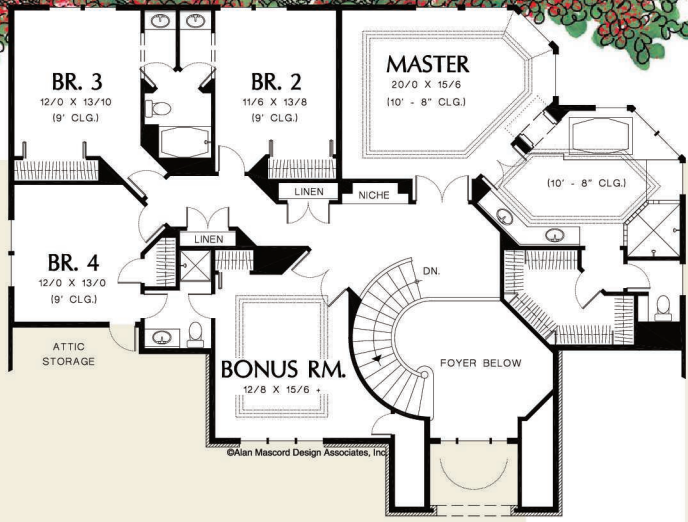 BR. 3
12/0 X 13/10
(9' CLG.)
BR. 2
11/6 X 13/8
(9' CLG.)
MASTER
20/0 X 15/6
(10' - 8" CLG.)
(10' - 8" CLG.)
LINEN
NICHE
LINEN
BR. 4
12/0 X 13/0
(9' CLG.)
DN.
ATTIC
STORAGE
BONUS RM.
12/8 X 15/6 +
FOYER BELOW
©Alan Mascord Design Associates, Inc.